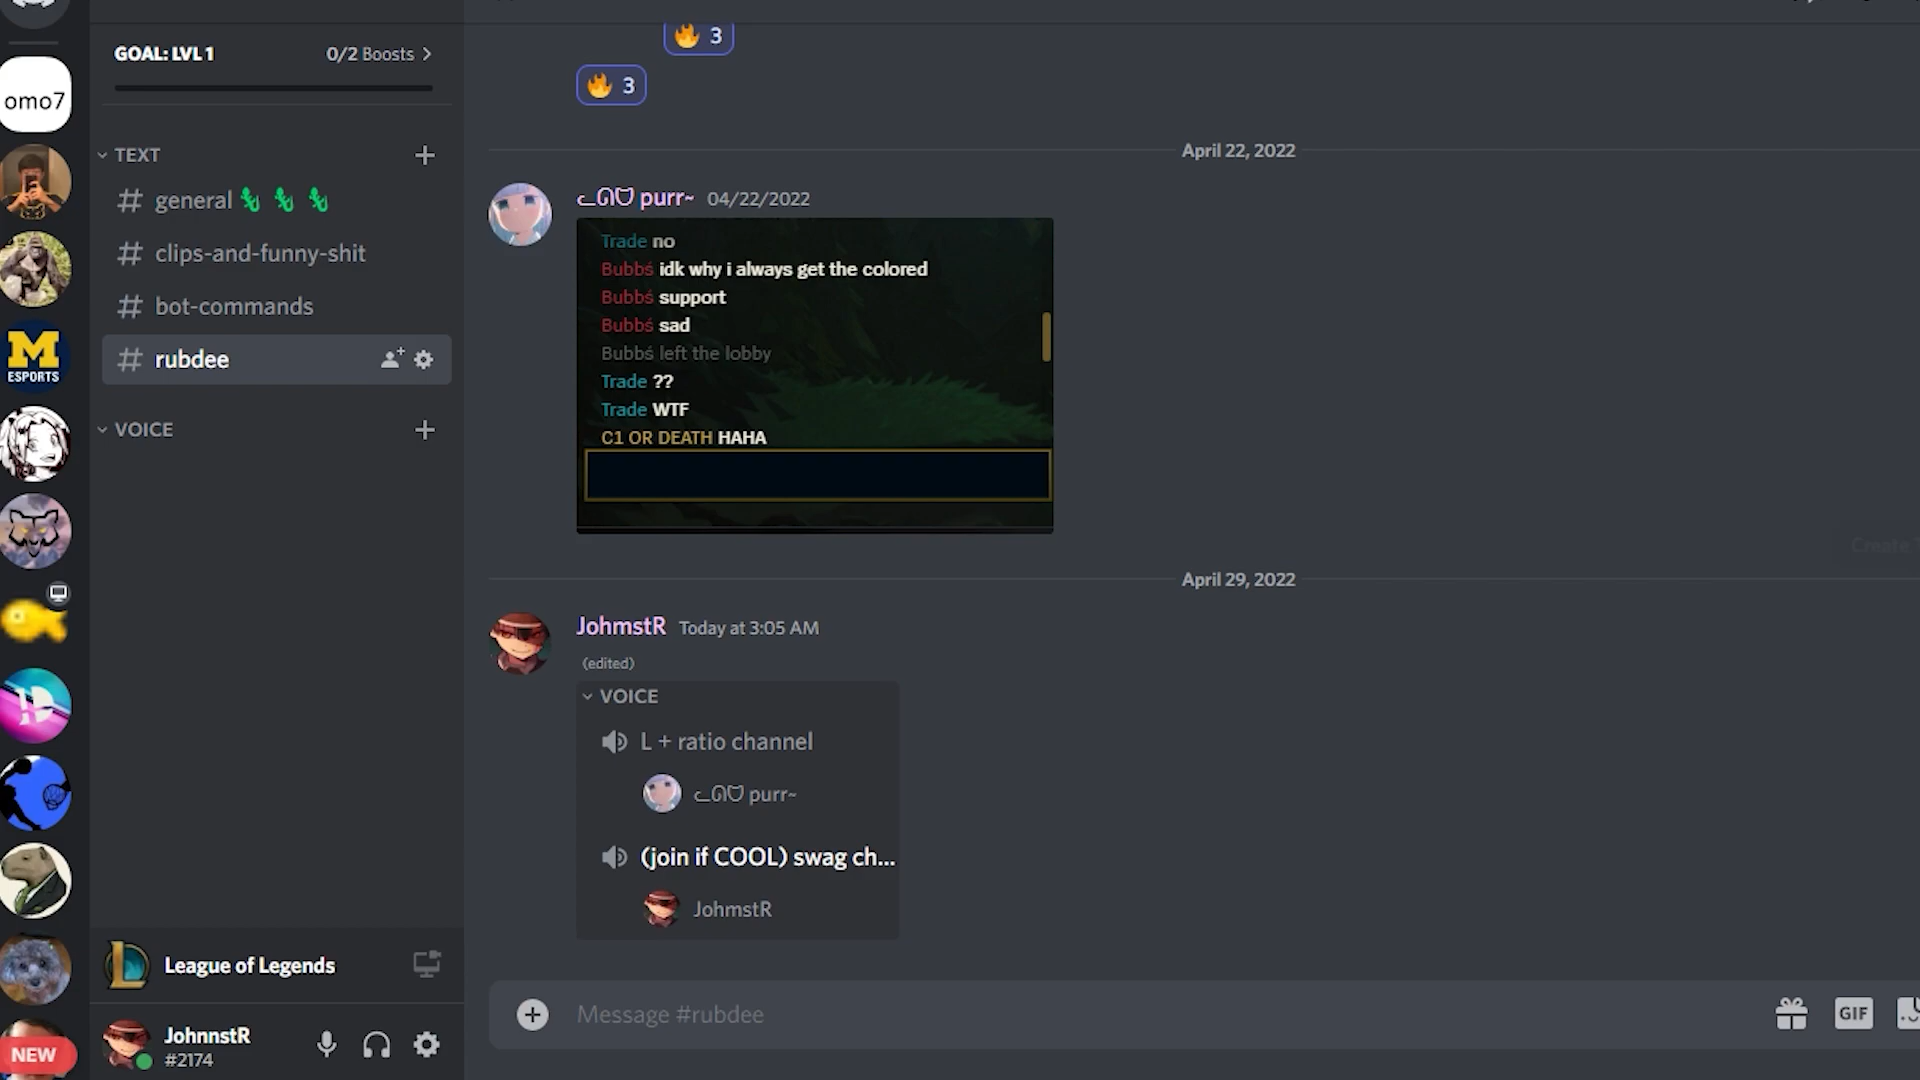 GOAL: LVL 1 0/2 Boosts
omo7
TEXT
general
clips-and-funny-shit
bot-commands
rubdee
VOICE
M
ESPORTS
NEW
League of Legends
JohnnstR
#2174
3
3
April 22, 2022
ᓚᘏᗢ purr~ 04/22/2022
Trade no
Bubbś idk why i always get the colored
Bubbś support
Bubbś sad
Bubbś left the lobby
Trade ??
Trade WTF
C1 OR DEATH HAHA
April 29, 2022
JohmstR Today at 3:05 AM
(edited)
VOICE
L + ratio channel
ᓚᘏᗢ purr~
(join if COOL) swag ch...
JohmstR
Create
Message #rubdee
GIF